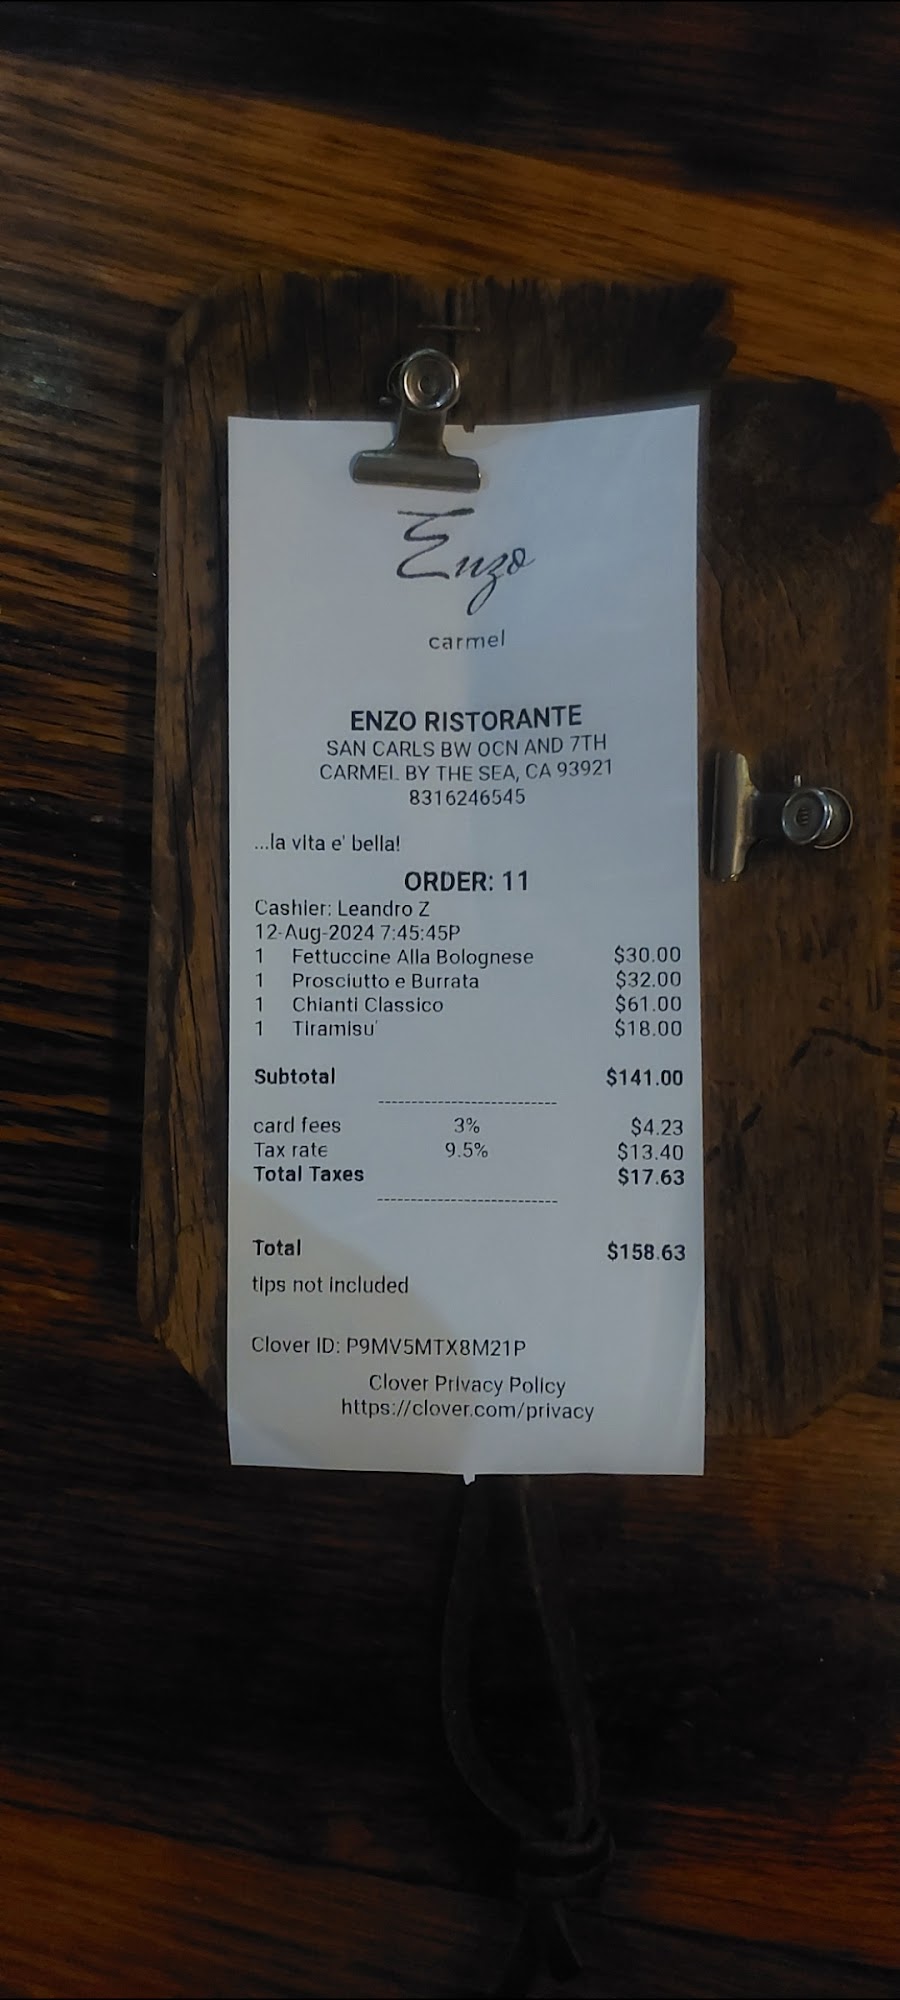 Enzo
carmel
ENZO RISTORANTE
SAN CARLS BW OCN AND 7TH
CARMEL BY THE SEA, CA 93921
8316246545
...la vita e' bella!
ORDER: 11
Cashier: Leandro Z
12-Aug-2024 7:45:45P
1 Fettuccine Alla Bolognese $30.00
1 Prosciutto e Burrata $32.00
1 Chianti Classico $61.00
1 Tiramisu' $18.00
Subtotal $141.00
card fees 3% $4.23
Tax rate 9.5% $13.40
Total Taxes $17.63
Total $158.63
tips not included
Clover ID: P9MV5MTX8M21P
Clover Privacy Policy
https://clover.com/privacy